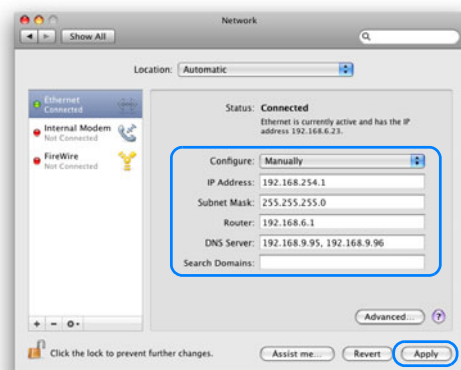 Network
Show All
Location: Automatic
Ethernet
Connected
Internal Modem
Not Connected
FireWire
Not Connected
Status: Connected
Ethernet is currently active and has the IP
address 192.168.6.23.
Configure: Manually
IP Address: 192.168.254.1
Subnet Mask: 255.255.255.0
Router: 192.168.6.1
DNS Server: 192.168.9.95, 192.168.9.96
Search Domains:
Advanced... ?
Click the lock to prevent further changes.
Assist me... Revert Apply